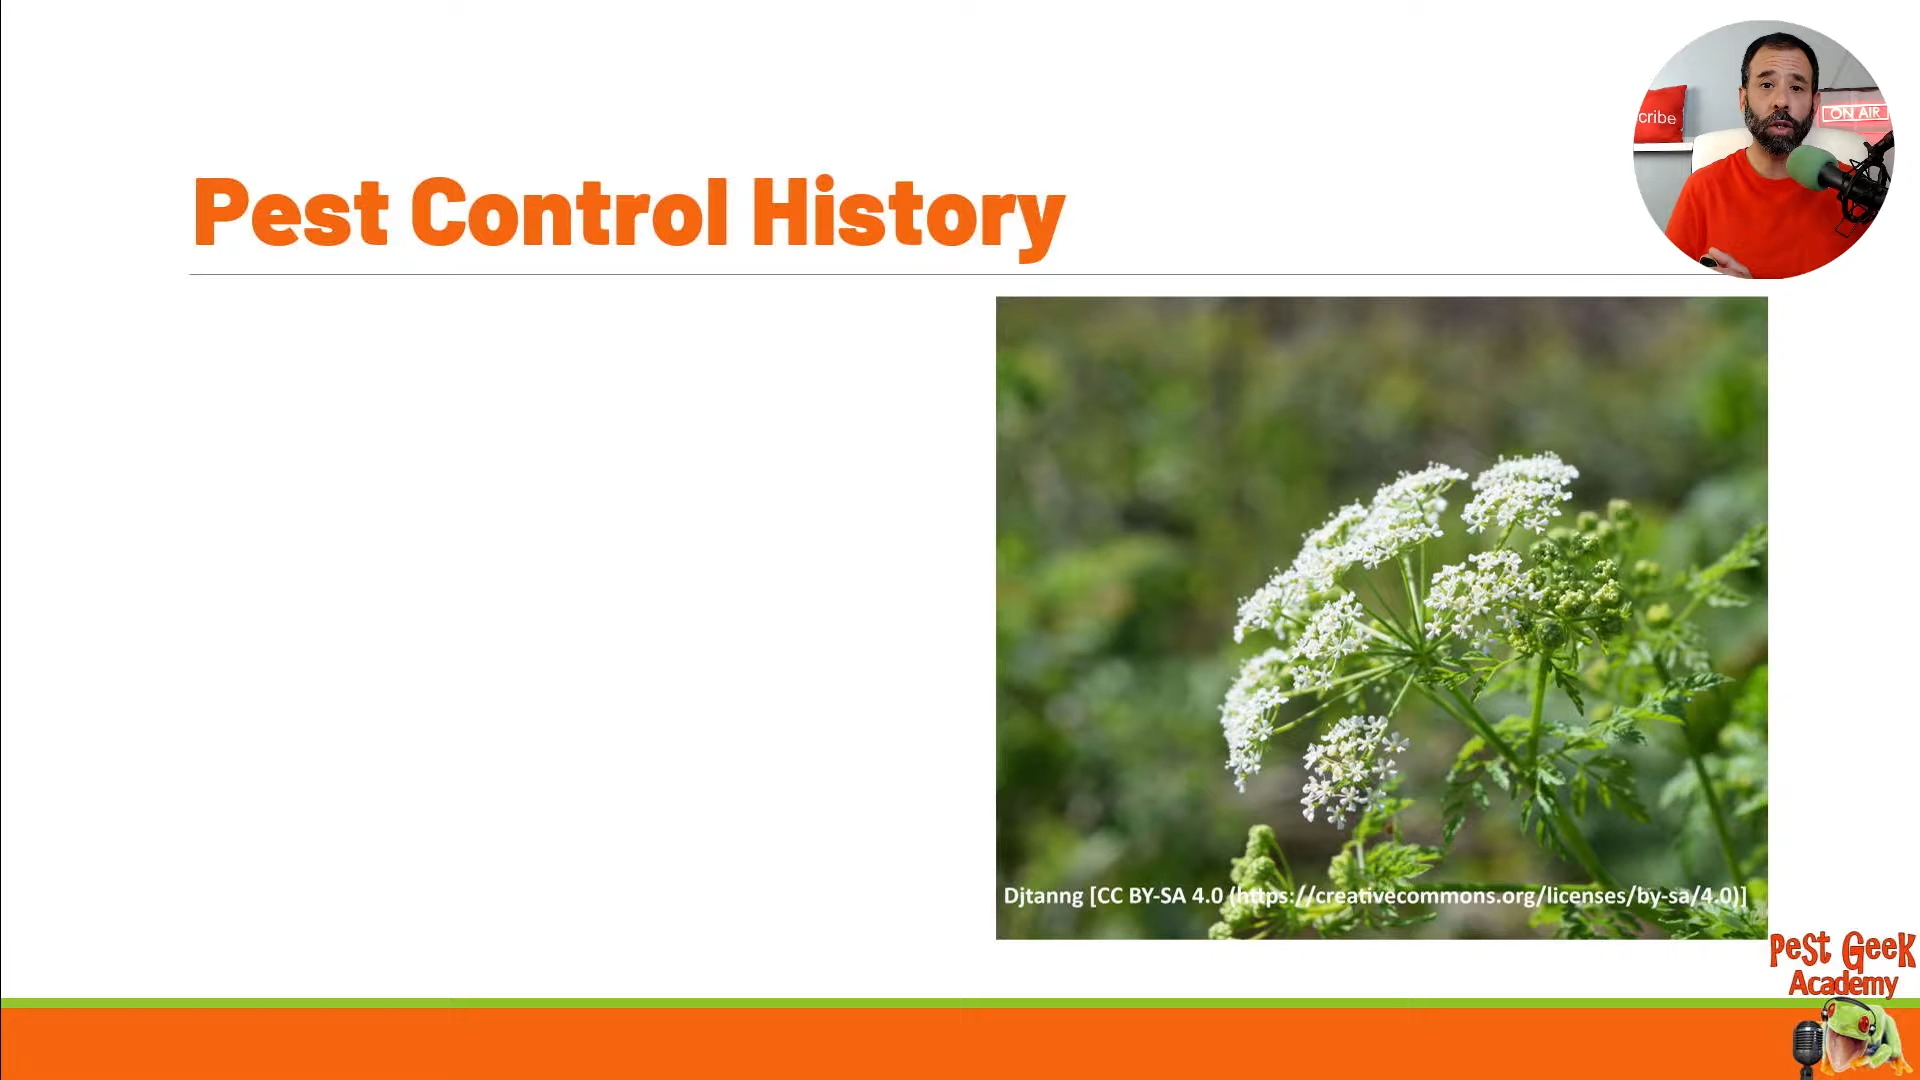 cribe
ON AIR
Pest Control History
Djtanng [CC BY-SA 4.0 (https://creativecommons.org/licenses/by-sa/4.0)]
Pest Geek
Academy